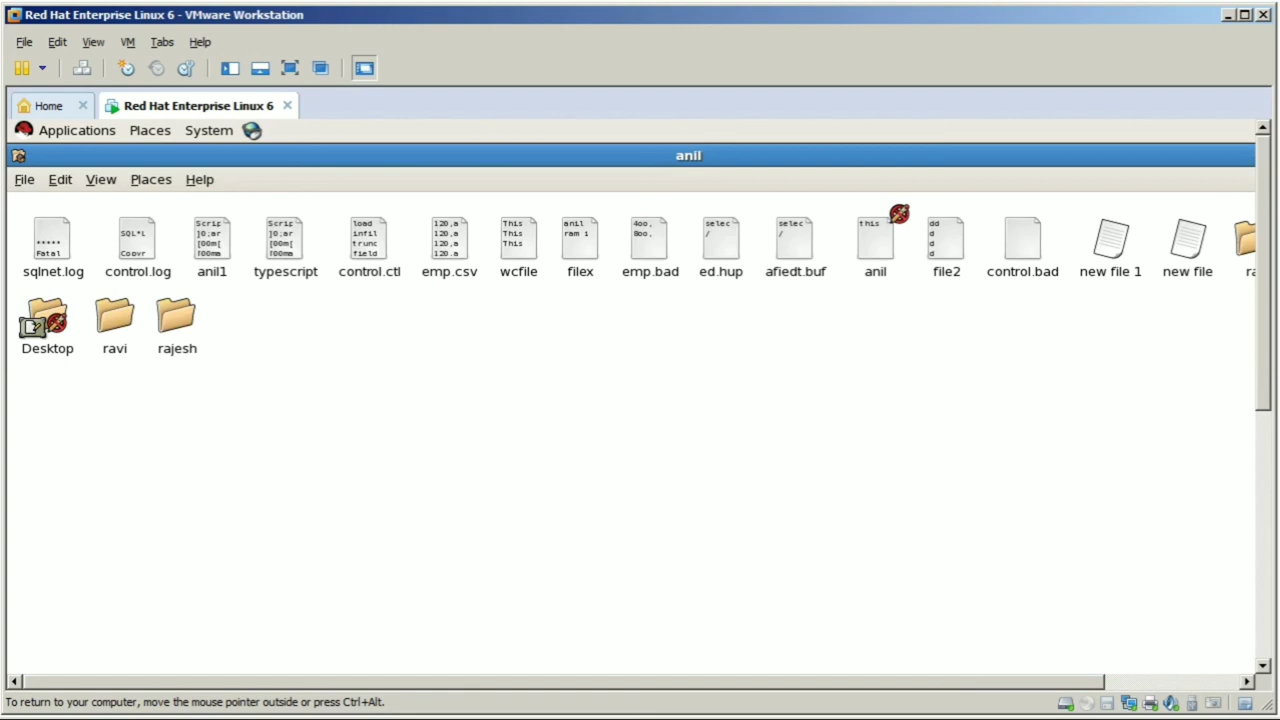 Red Hat Enterprise Linux 6 - VMware Workstation
File Edit View VM Tabs Help
Home Red Hat Enterprise Linux 6
Applications Places System
anil
File Edit View Places Help
sqlnet.log control.log anil1 typescript control.ctl emp.csv wcfile filex emp.bad ed.hup afiedt.buf anil file2 control.bad new file 1 new file
Desktop ravi rajesh
To return to your computer, move the mouse pointer outside or press Ctrl+Alt.